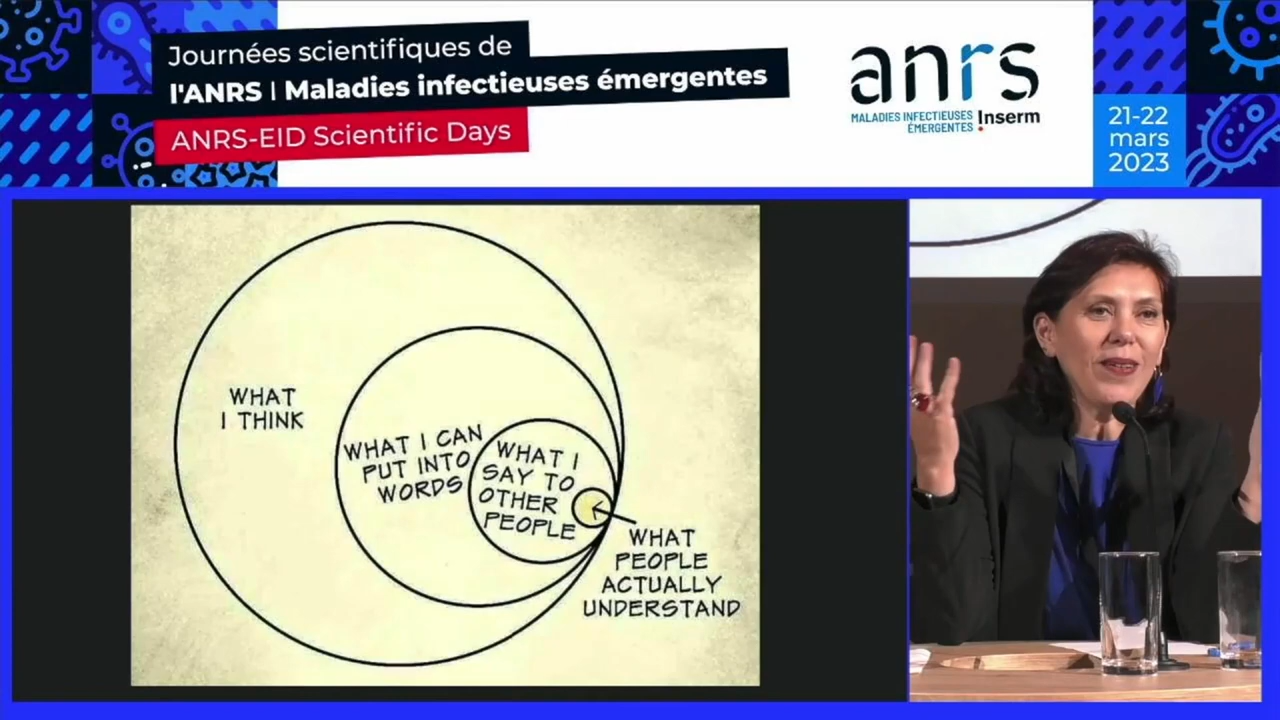 Journées scientifiques de
l'ANRS | Maladies infectieuses émergentes
ANRS-EID Scientific Days
anrs
MALADIES INFECTIEUSES
ÉMERGENTES Inserm
21-22
mars
2023
WHAT
I THINK
WHAT I CAN
PUT INTO
WORDS
WHAT I
SAY TO
OTHER
PEOPLE
WHAT
PEOPLE
ACTUALLY
UNDERSTAND